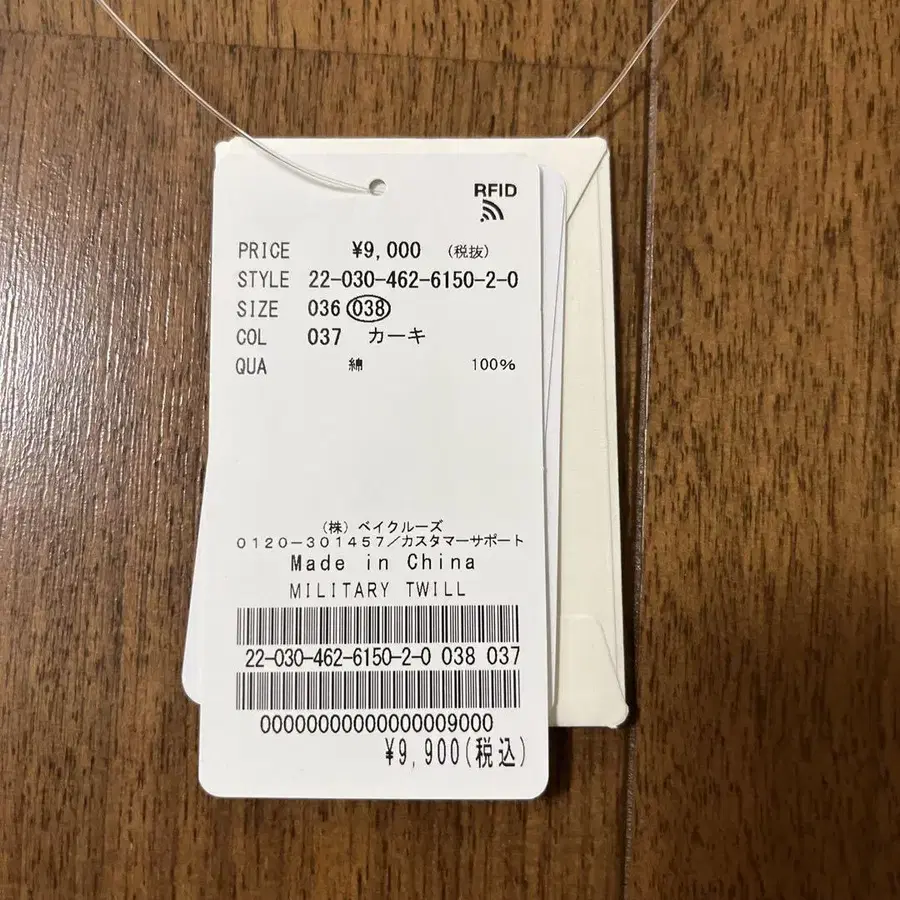 RFID
PRICE ¥9,000 (税抜)
STYLE 22-030-462-6150-2-0
SIZE 036 038
COL 037 カーキ
QUA 綿 100%
(株) ベイクルーズ
0120-301457/カスタマーサポート
Made in China
MILITARY TWILL
22-030-462-6150-2-0 038 037
00000000000000009000
¥9,900(税込)